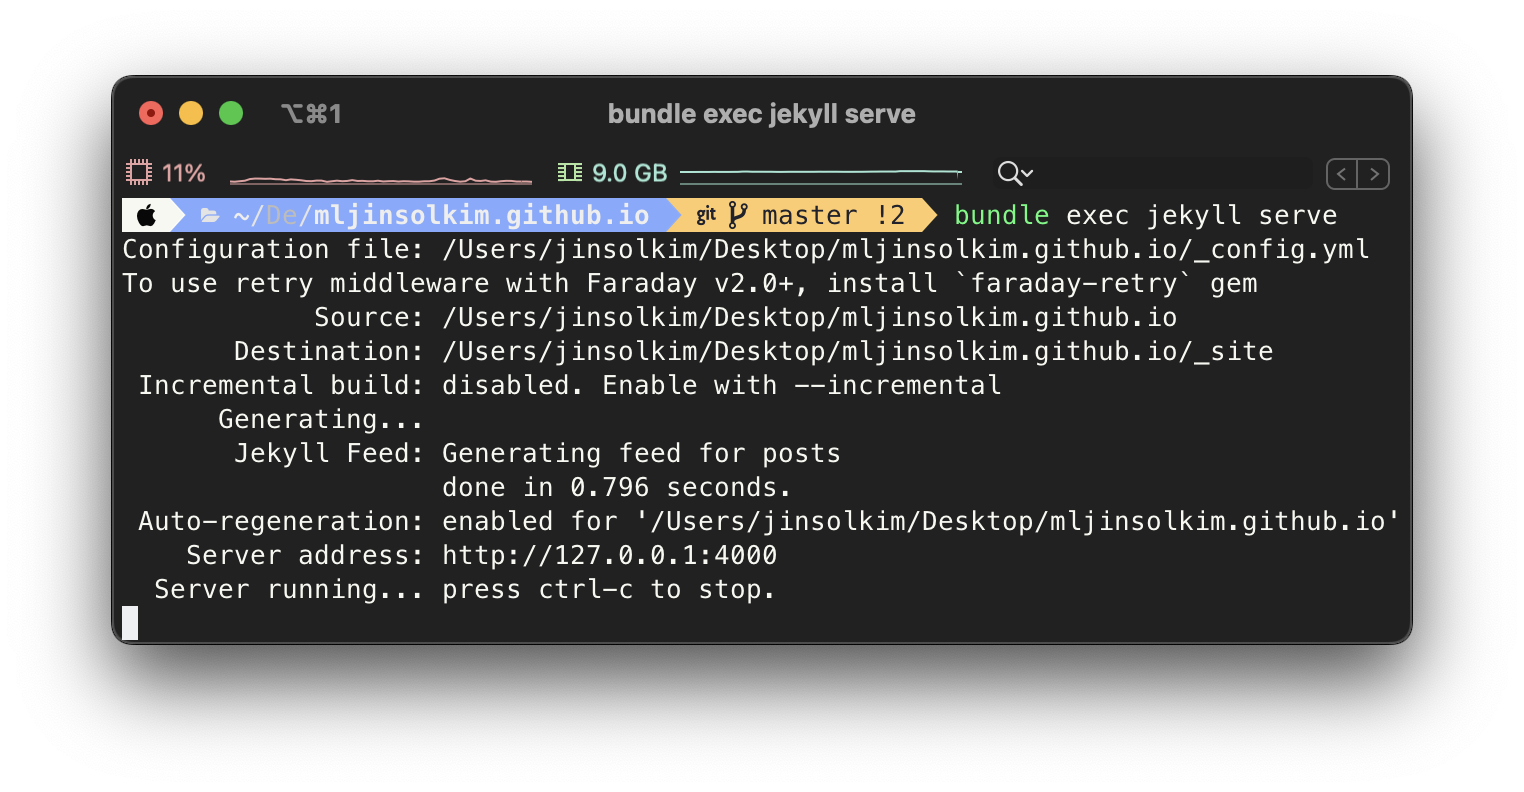 ⌥⌘1 bundle exec jekyll serve
11% 9.0 GB
~/De/mljinsolkim.github.io git master !2 bundle exec jekyll serve
Configuration file: /Users/jinsolkim/Desktop/mljinsolkim.github.io/_config.yml
To use retry middleware with Faraday v2.0+, install `faraday-retry` gem
Source: /Users/jinsolkim/Desktop/mljinsolkim.github.io
Destination: /Users/jinsolkim/Desktop/mljinsolkim.github.io/_site
Incremental build: disabled. Enable with --incremental
Generating...
Jekyll Feed: Generating feed for posts
done in 0.796 seconds.
Auto-regeneration: enabled for '/Users/jinsolkim/Desktop/mljinsolkim.github.io'
Server address: http://127.0.0.1:4000
Server running... press ctrl-c to stop.